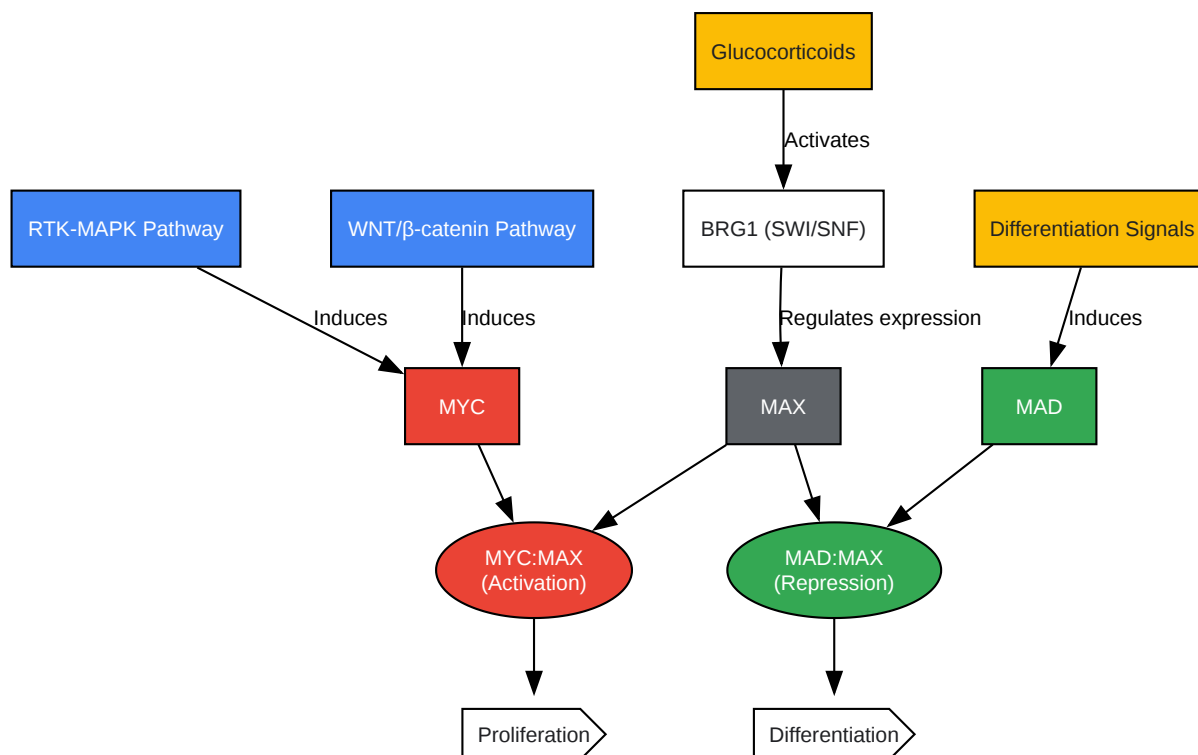 Glucocorticoids
Activates
RTK-MAPK Pathway
WNT/β-catenin Pathway
BRG1 (SWI/SNF)
Differentiation Signals
Induces
Induces
Regulates expression
Induces
MYC
MAX
MAD
MYC:MAX
(Activation)
MAD:MAX
(Repression)
Proliferation
Differentiation